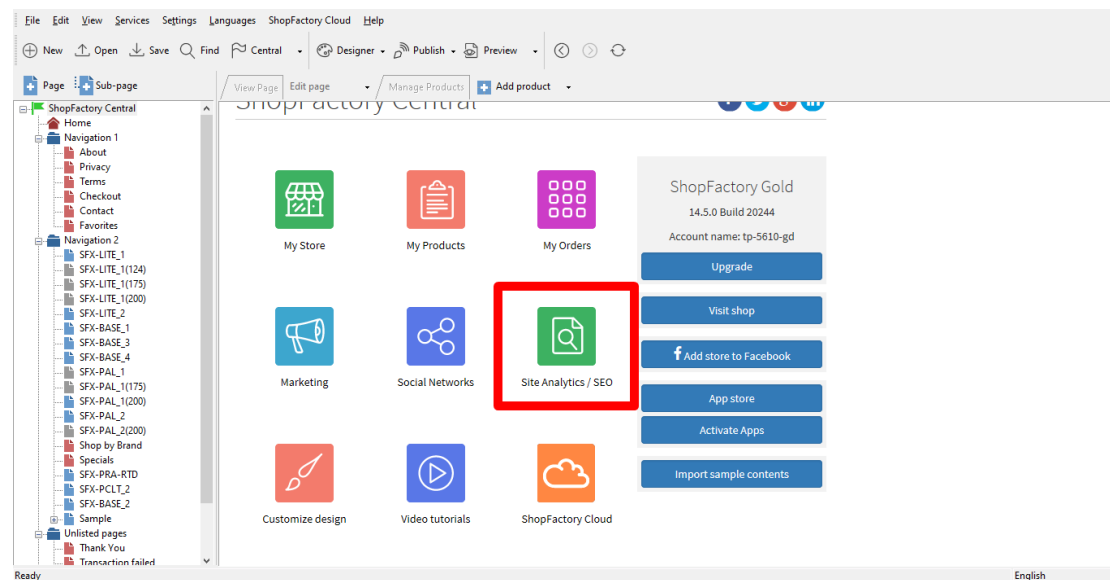 File Edit View Services Settings Languages ShopFactory Cloud Help
New Open Save Find Central Designer Publish Preview
Page Sub-page View Page Edit page Manage Products Add product
ShopFactory Central
Home
Navigation 1
About
Privacy
Terms
Checkout
Contact
Favorites
Navigation 2
SFX-LITE_1
SFX-LITE_1(124)
SFX-LITE_1(175)
SFX-LITE_1(200)
SFX-LITE_2
SFX-BASE_1
SFX-BASE_3
SFX-BASE_4
SFX-PAL_1
SFX-PAL_1(175)
SFX-PAL_1(200)
SFX-PAL_2
SFX-PAL_2(200)
Shop by Brand
Specials
SFX-PRA-RTD
SFX-PCLT_2
SFX-BASE_2
Sample
Unlisted pages
Thank You
Transaction failed
ShopFactory Central
My Store My Products My Orders
Marketing Social Networks Site Analytics / SEO
Customize design Video tutorials ShopFactory Cloud
ShopFactory Gold
14.5.0 Build 20244
Account name: tp-5610-gd
Upgrade
Visit shop
Add store to Facebook
App store
Activate Apps
Import sample contents
Ready English